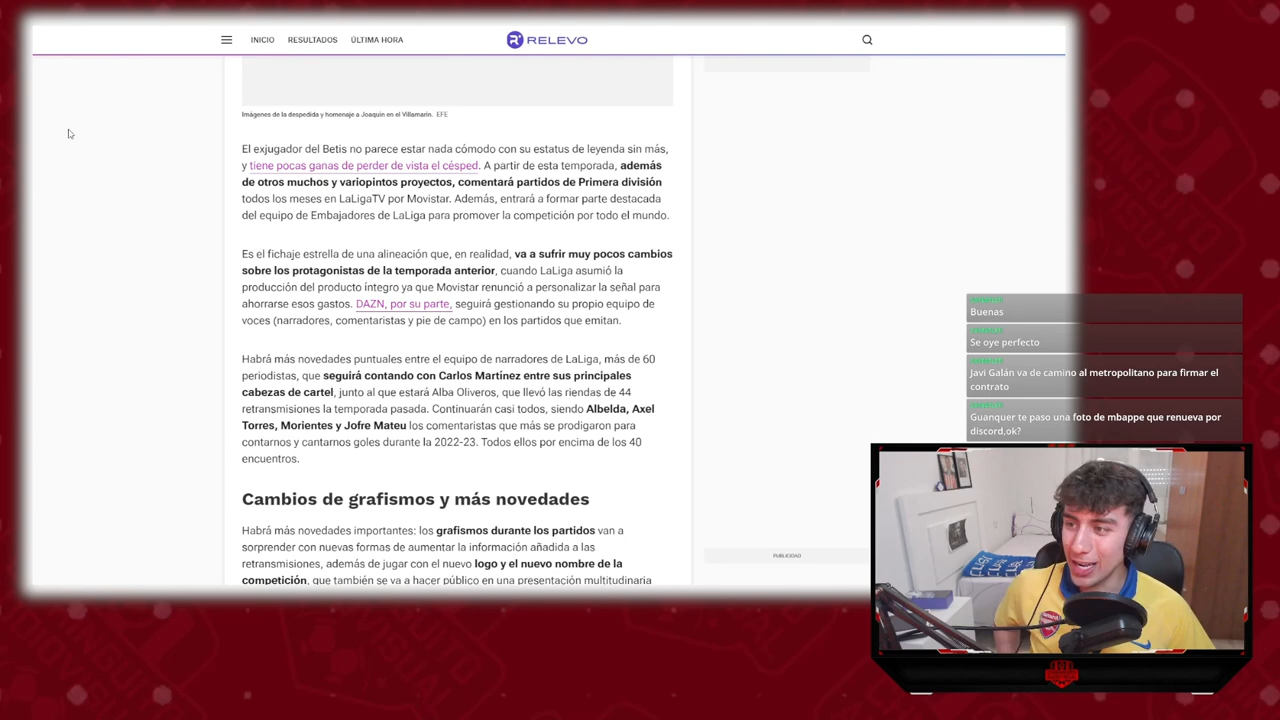 INICIO RESULTADOS ÚLTIMA HORA RELEVO
Imágenes de la despedida y homenaje a Joaquín en el Villamarín. EFE
El exjugador del Betis no parece estar nada cómodo con su estatus de leyenda sin más,
y tiene pocas ganas de perder de vista el césped. A partir de esta temporada, además
de otros muchos y variopintos proyectos, comentará partidos de Primera división
todos los meses en LaLigaTV por Movistar. Además, entrará a formar parte destacada
del equipo de Embajadores de LaLiga para promover la competición por todo el mundo.
Es el fichaje estrella de una alineación que, en realidad, va a sufrir muy pocos cambios
sobre los protagonistas de la temporada anterior, cuando LaLiga asumió la
producción del producto íntegro ya que Movistar renunció a personalizar la señal para
ahorrarse esos gastos. DAZN, por su parte, seguirá gestionando su propio equipo de
voces (narradores, comentaristas y pie de campo) en los partidos que emitan.
Habrá más novedades puntuales entre el equipo de narradores de LaLiga, más de 60
periodistas, que seguirá contando con Carlos Martínez entre sus principales
cabezas de cartel, junto al que estará Alba Oliveros, que llevó las riendas de 44
retransmisiones la temporada pasada. Continuarán casi todos, siendo Albelda, Axel
Torres, Morientes y Jofre Mateu los comentaristas que más se prodigaron para
contarnos y cantarnos goles durante la 2022-23. Todos ellos por encima de los 40
encuentros.
Cambios de grafismos y más novedades
Habrá más novedades importantes: los grafismos durante los partidos van a
sorprender con nuevas formas de aumentar la información añadida a las
retransmisiones, además de jugar con el nuevo logo y el nuevo nombre de la
competición, que también se va a hacer público en una presentación multitudinaria
PUBLICIDAD
Buenas
Se oye perfecto
Javi Galán va de camino al metropolitano para firmar el
contrato
Guanquer te paso una foto de mbappe que renueva por
discord,ok?